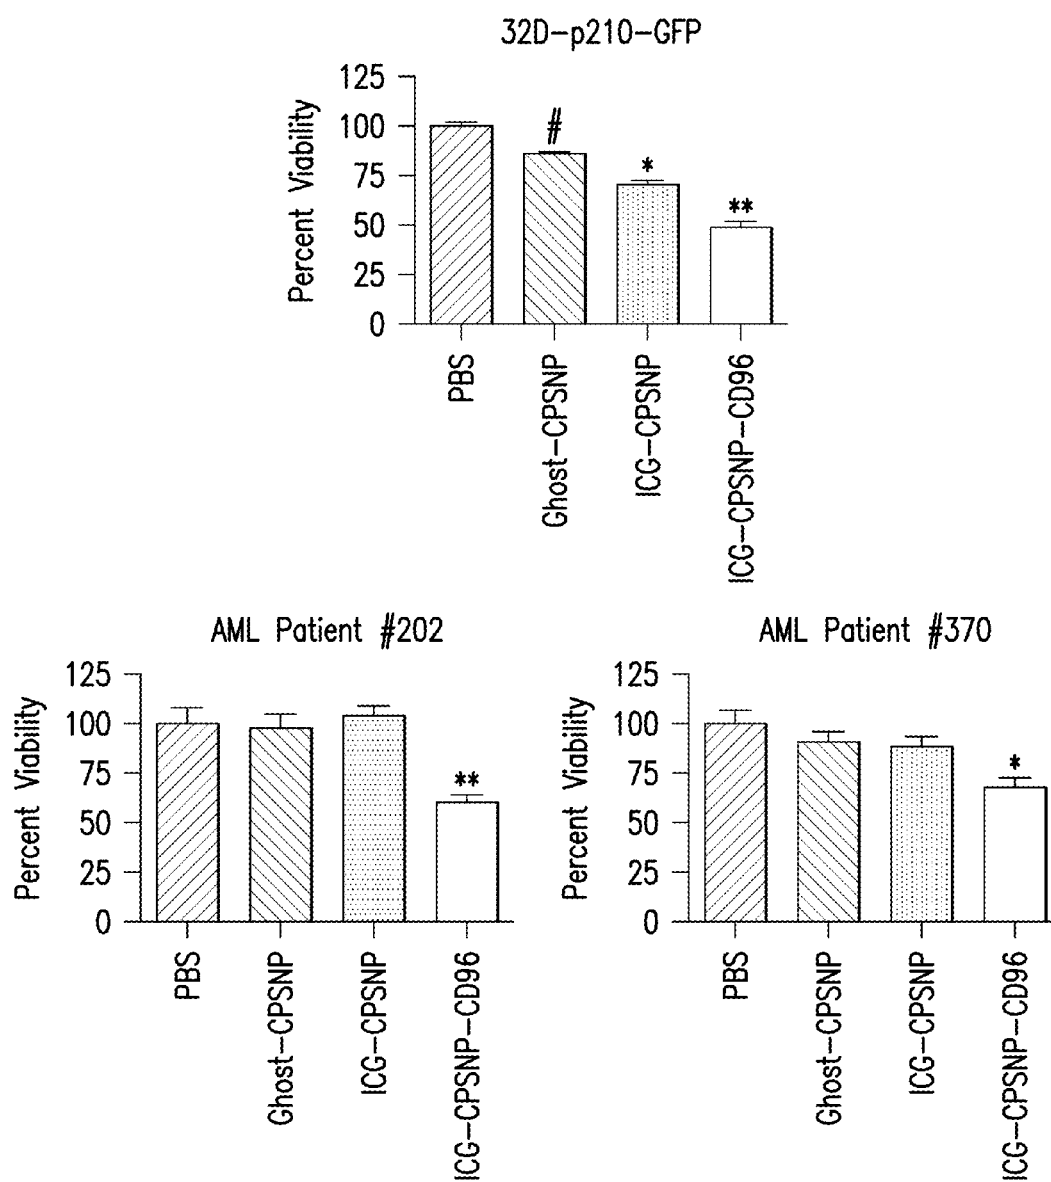 32D-p210-GFP
Percent Viability
125
100
75
50
25
0
#
*
**
PBS
Ghost-CPSNP
ICG-CPSNP
ICG-CPSNP-CD96
AML Patient #202
Percent Viability
125
100
75
50
25
0
**
PBS
Ghost-CPSNP
ICG-CPSNP
ICG-CPSNP-CD96
AML Patient #370
Percent Viability
125
100
75
50
25
0
*
PBS
Ghost-CPSNP
ICG-CPSNP
ICG-CPSNP-CD96